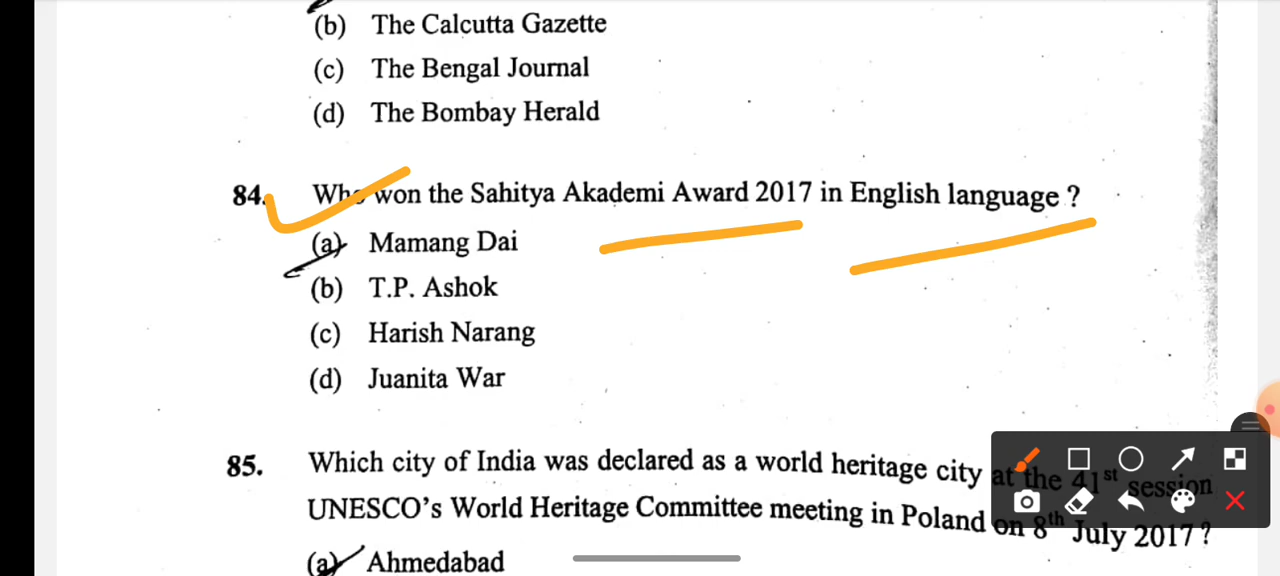 (b) The Calcutta Gazette
(c) The Bengal Journal
(d) The Bombay Herald
84. Who won the Sahitya Akademi Award 2017 in English language ?
(a) Mamang Dai
(b) T.P. Ashok
(c) Harish Narang
(d) Juanita War
85. Which city of India was declared as a world heritage city at the 41st session
UNESCO's World Heritage Committee meeting in Poland on 8th July 2017 ?
(a) Ahmedabad